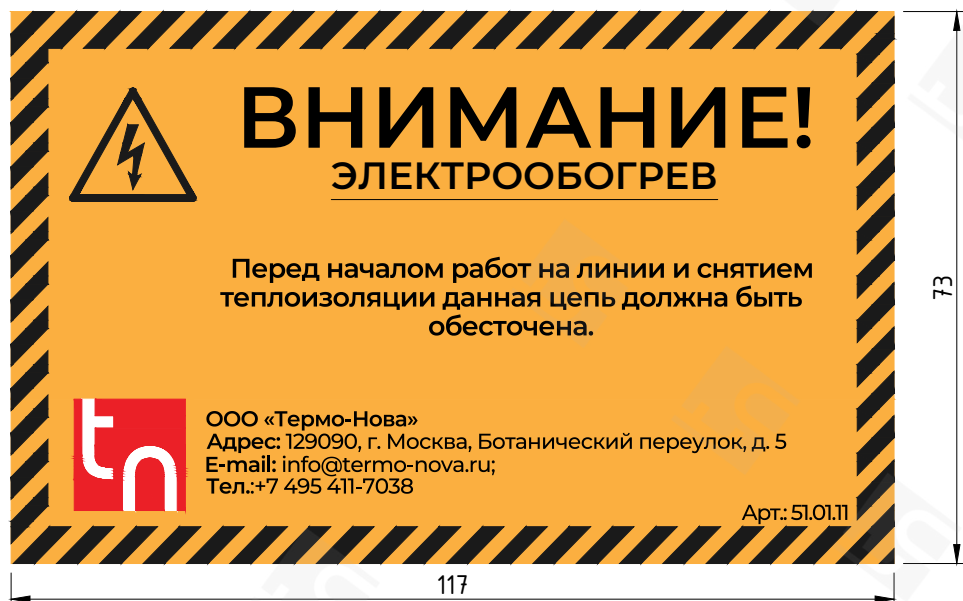 ВНИМАНИЕ!
ЭЛЕКТРООБОГРЕВ
Перед началом работ на линии и снятием
теплоизоляции данная цепь должна быть
обесточена.
tn
ООО «Термо-Нова»
Адрес: 129090, г. Москва, Ботанический переулок, д. 5
E-mail: info@termo-nova.ru;
Тел.:+7 495 411-7038
Арт.: 51.01.11
73
117